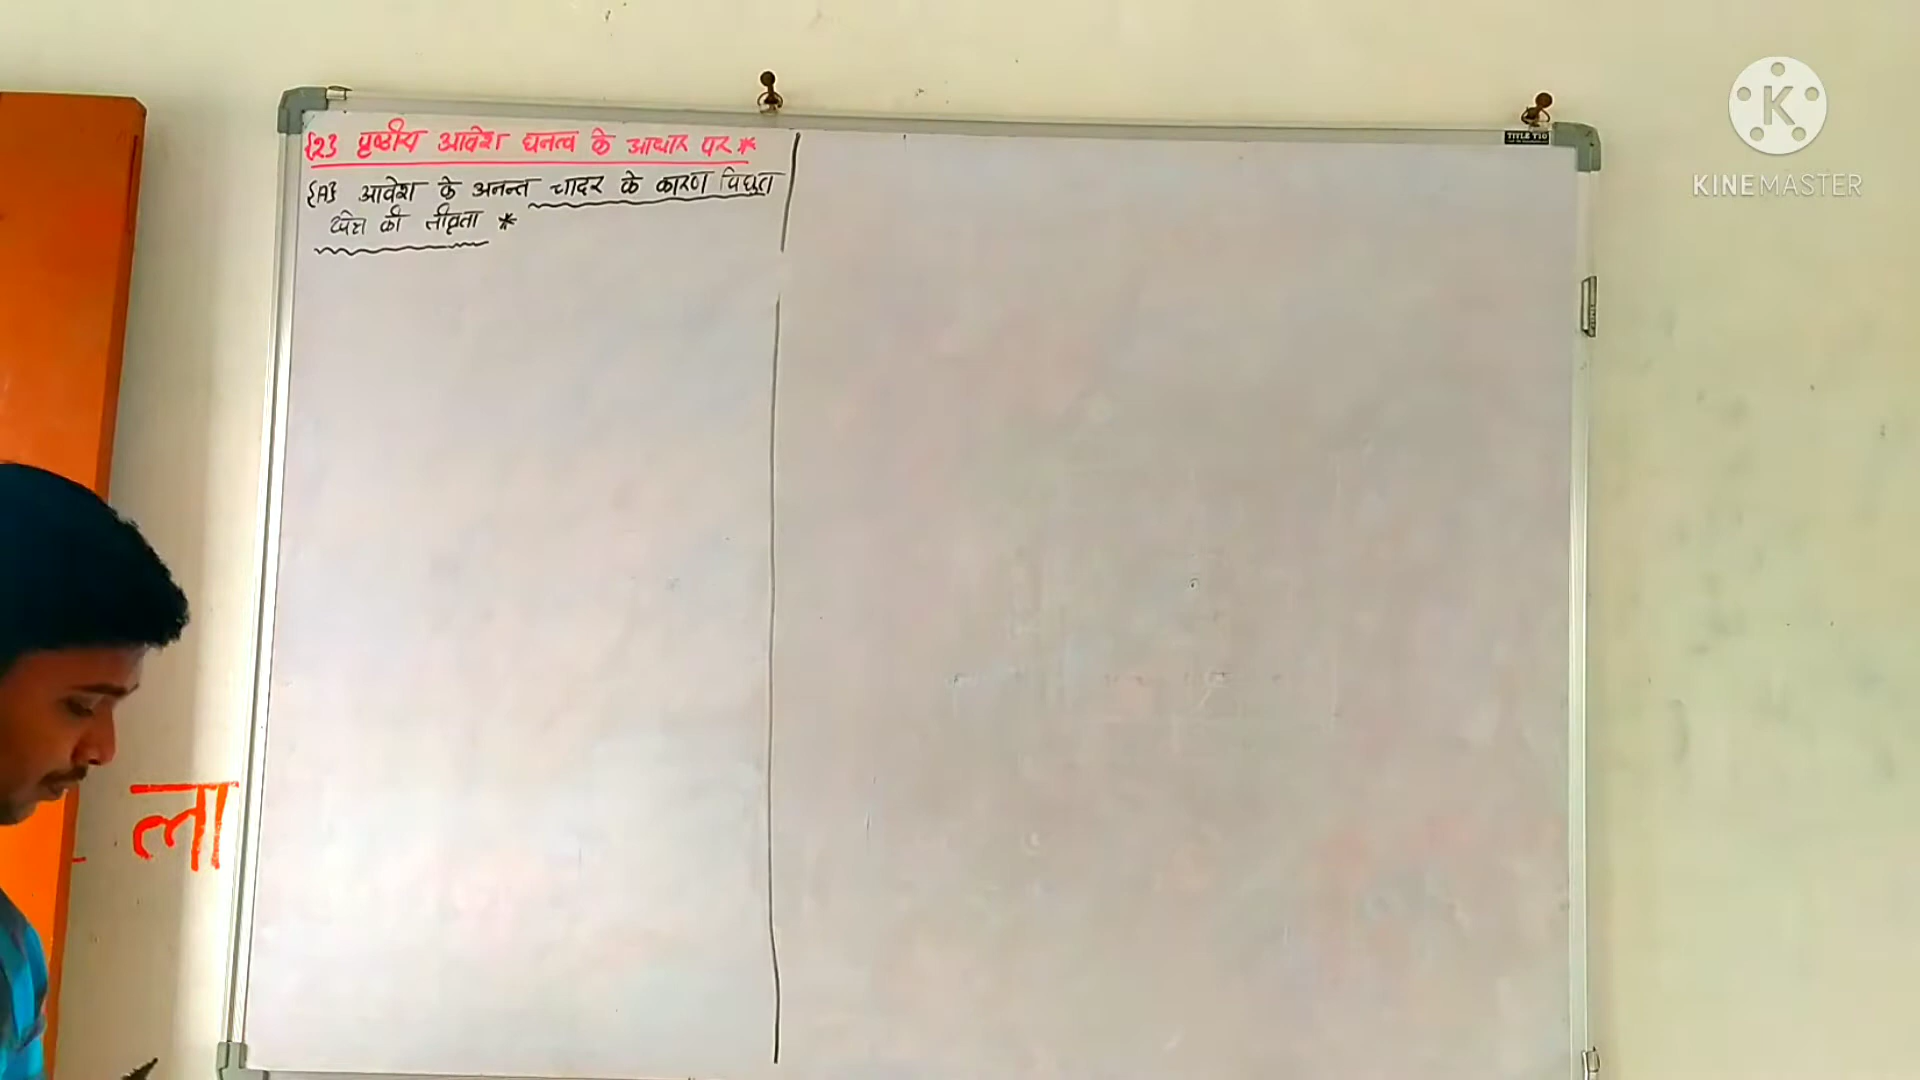 {2} पृष्ठीय आवेश घनत्व के आधार पर *
{A} आवेश के अनन्त चादर के कारण विद्युत
क्षेत्र की तीव्रता *
ला
K
KINEMASTER